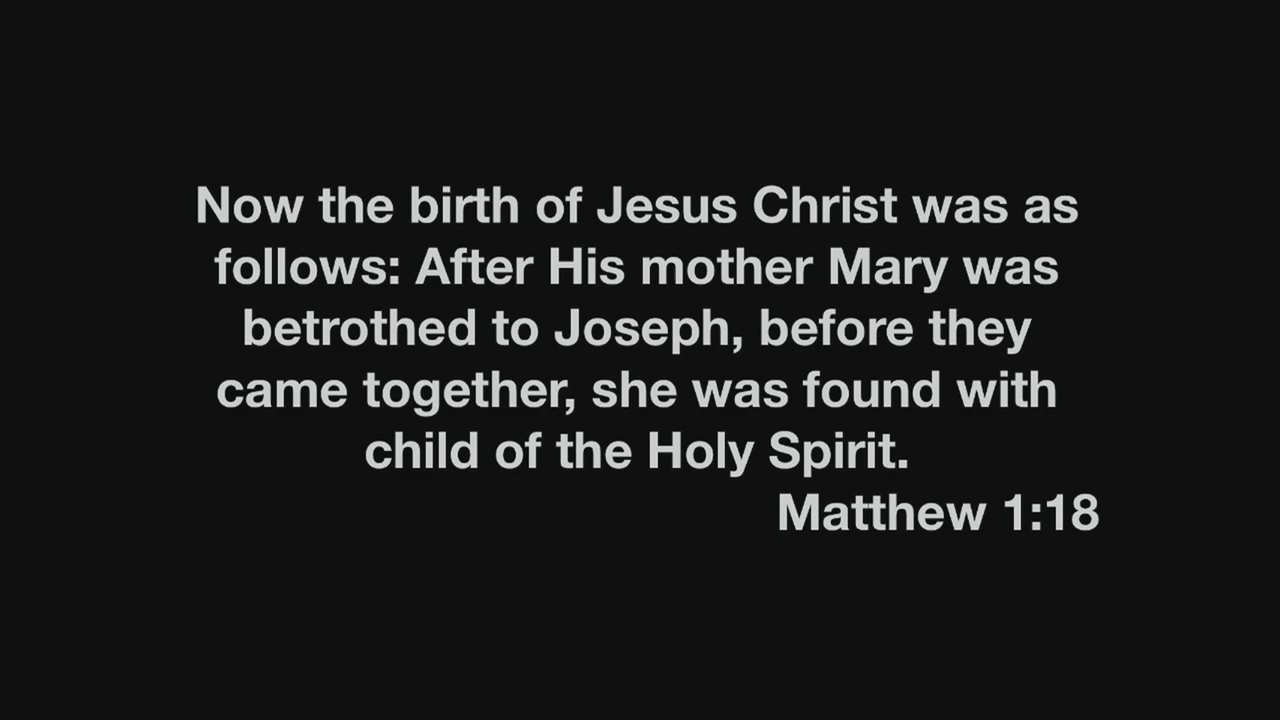 Now the birth of Jesus Christ was as
follows: After His mother Mary was
betrothed to Joseph, before they
came together, she was found with
child of the Holy Spirit.
Matthew 1:18